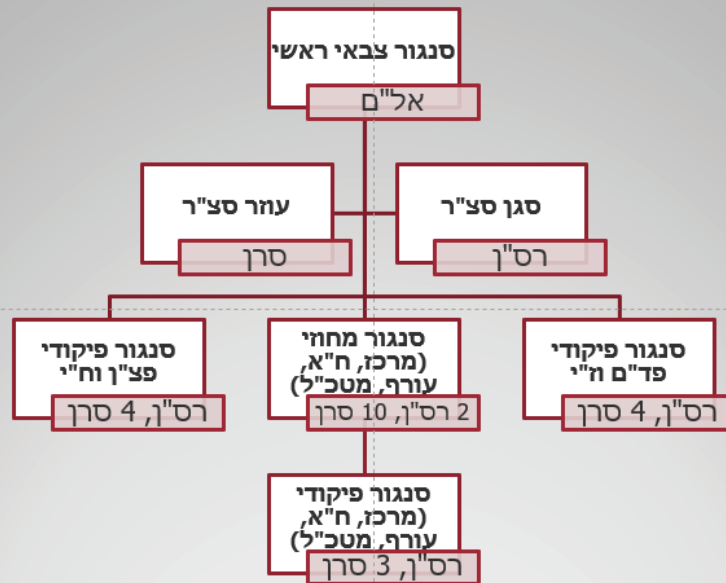 סנגור צבאי ראשי
אל"ם
סגן סצ"ר
רס"ן
עוזר סצ"ר
סרן
סנגור פיקודי
פד"ם וז"י
רס"ן, 4 סרן
סנגור מחוזי
(מרכז, ח"א,
עורף, מטכ"ל)
2 רס"ן, 10 סרן
סנגור פיקודי
פצ"ן וח"י
רס"ן, 4 סרן
סנגור פיקודי
(מרכז, ח"א,
עורף, מטכ"ל)
רס"ן, 3 סרן